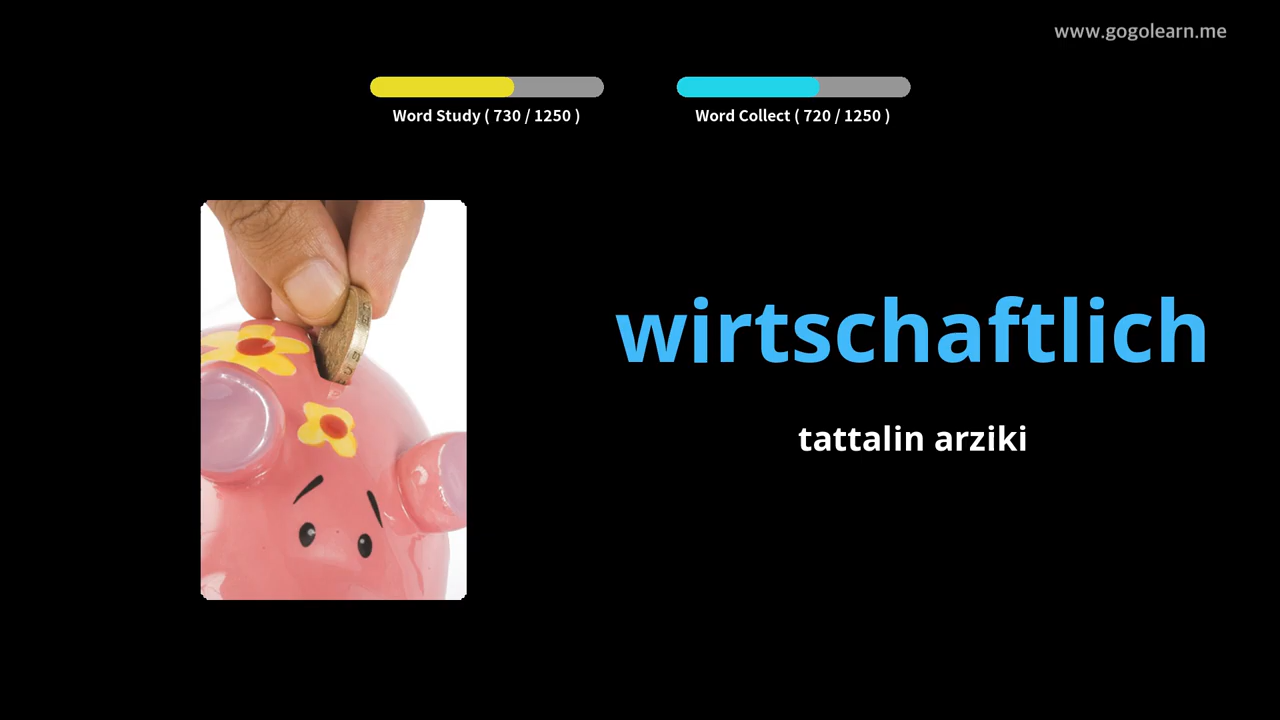 www.gogolearn.me
Word Study ( 730 / 1250 )
Word Collect ( 720 / 1250 )
wirtschaftlich
tattalin arziki